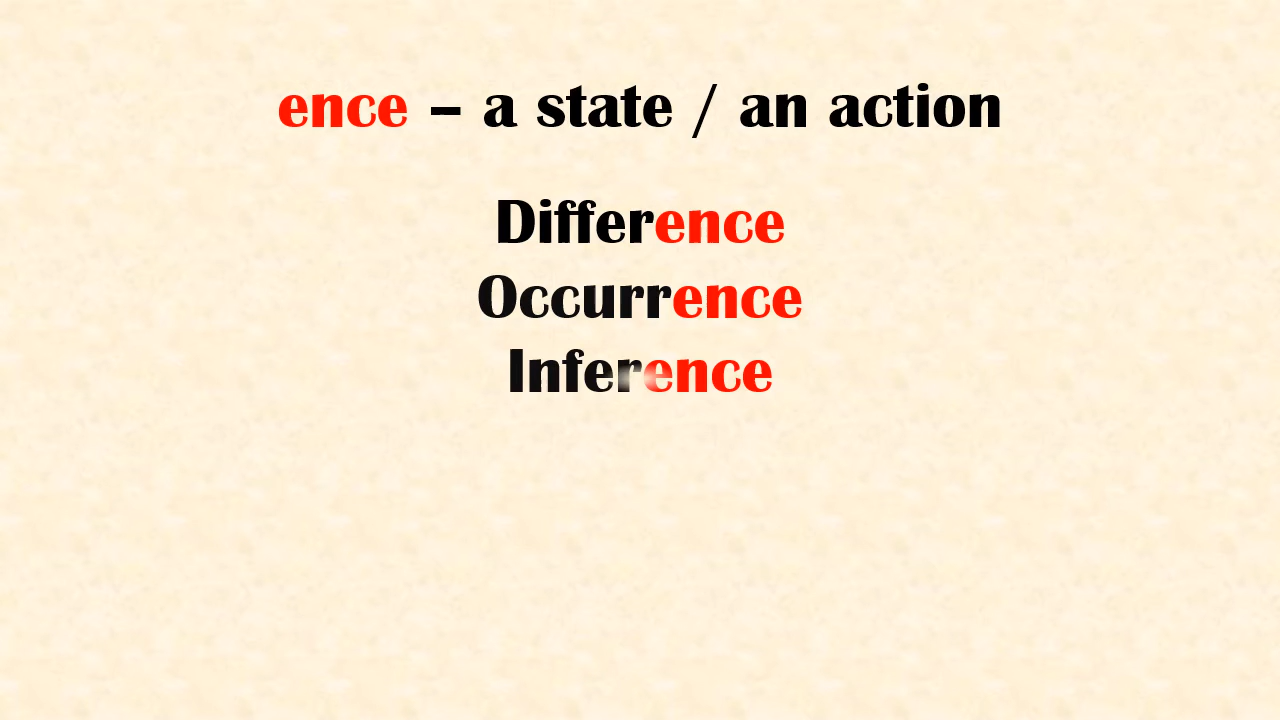 ence – a state / an action
Difference
Occurrence
Inference